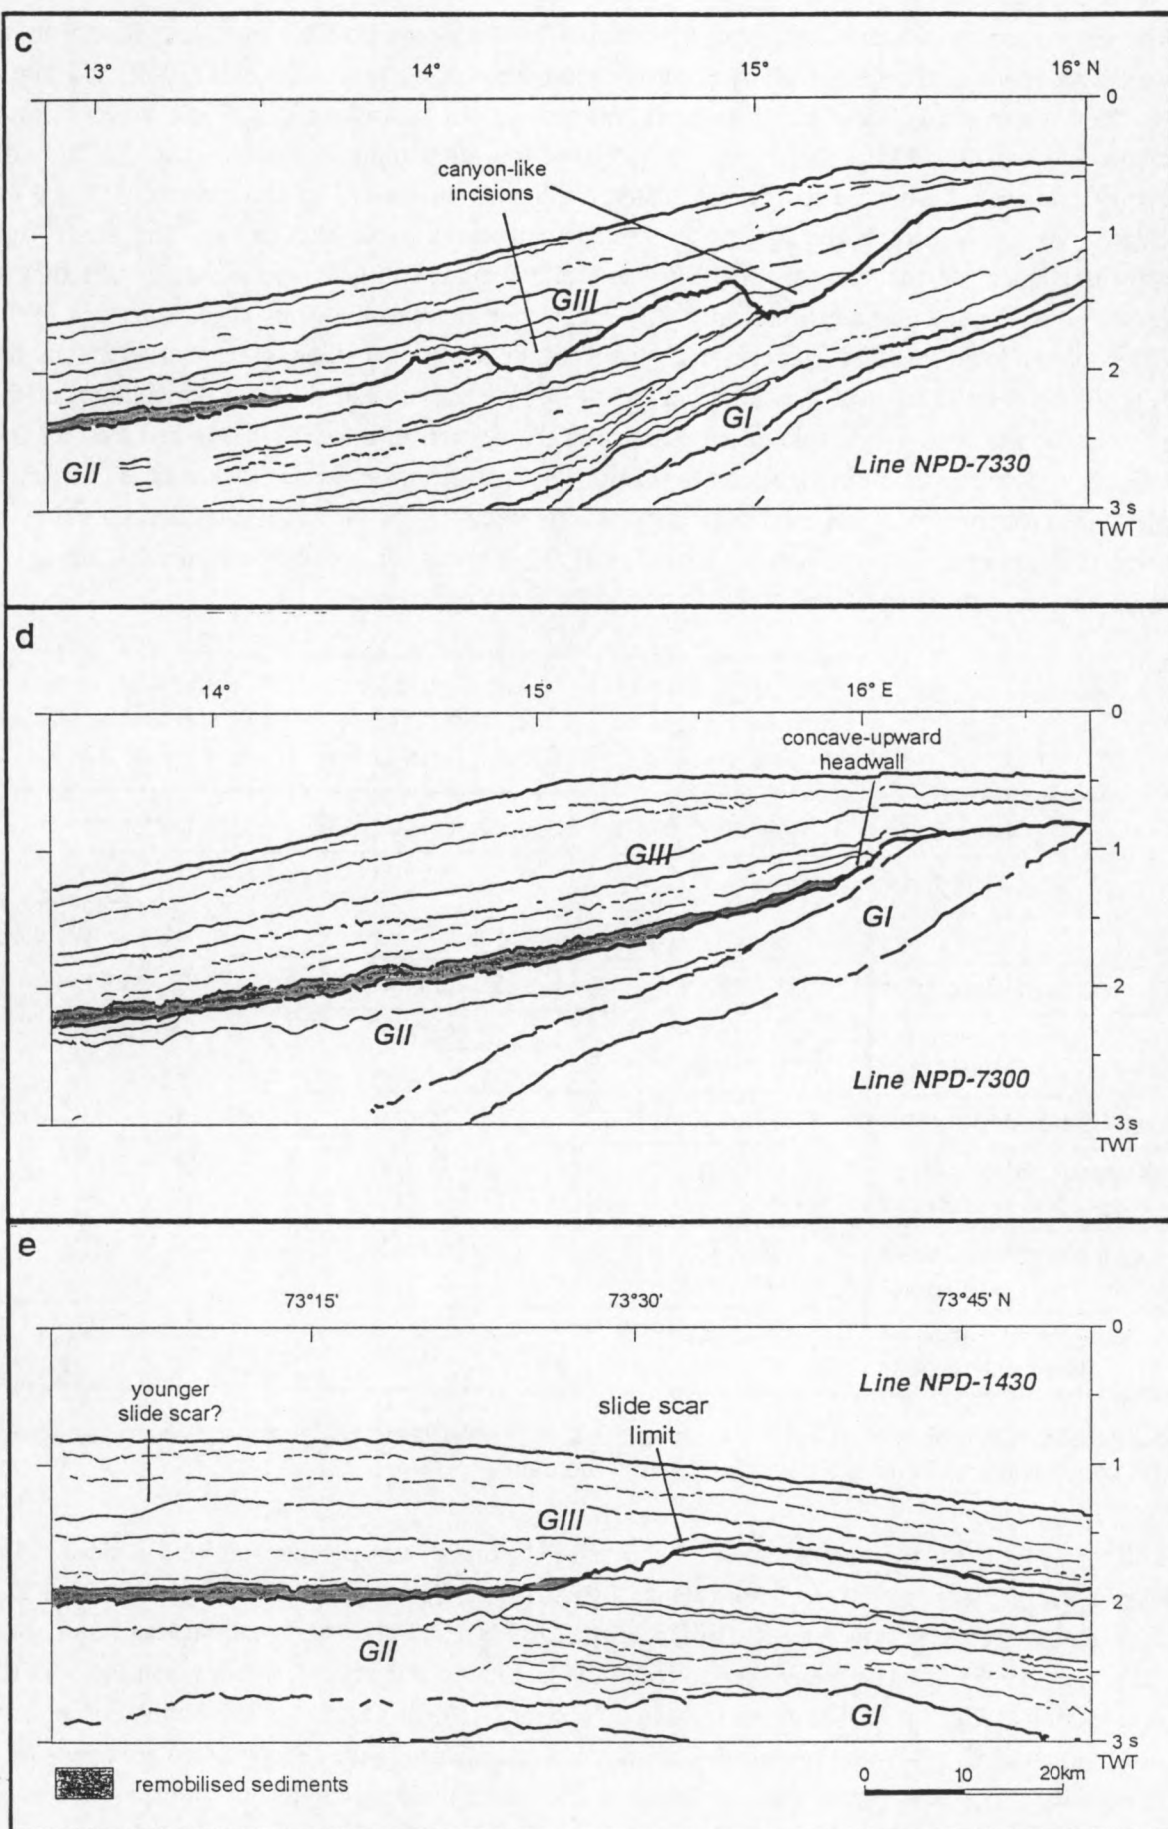 c
13° 14° 15° 16° N
0
canyon-like
incisions
1
GIII
2
GI
GII
Line NPD-7330
3 s
TWT
d
14° 15° 16° E
0
concave-upward
headwall
GIII
1
GI
2
GII
Line NPD-7300
3 s
TWT
e
73°15' 73°30' 73°45' N
0
Line NPD-1430
younger
slide scar?
slide scar
limit
1
GIII
2
GII
GI
3 s
TWT
remobilised sediments
0 10 20km